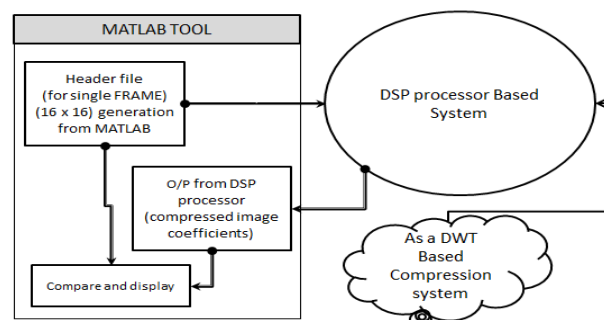 MATLAB TOOL
Header file
(for single FRAME)
(16 x 16) generation
from MATLAB
DSP processor Based
System
O/P from DSP
processor
(compressed image
coefficients)
As a DWT
Based
Compression
system
Compare and display